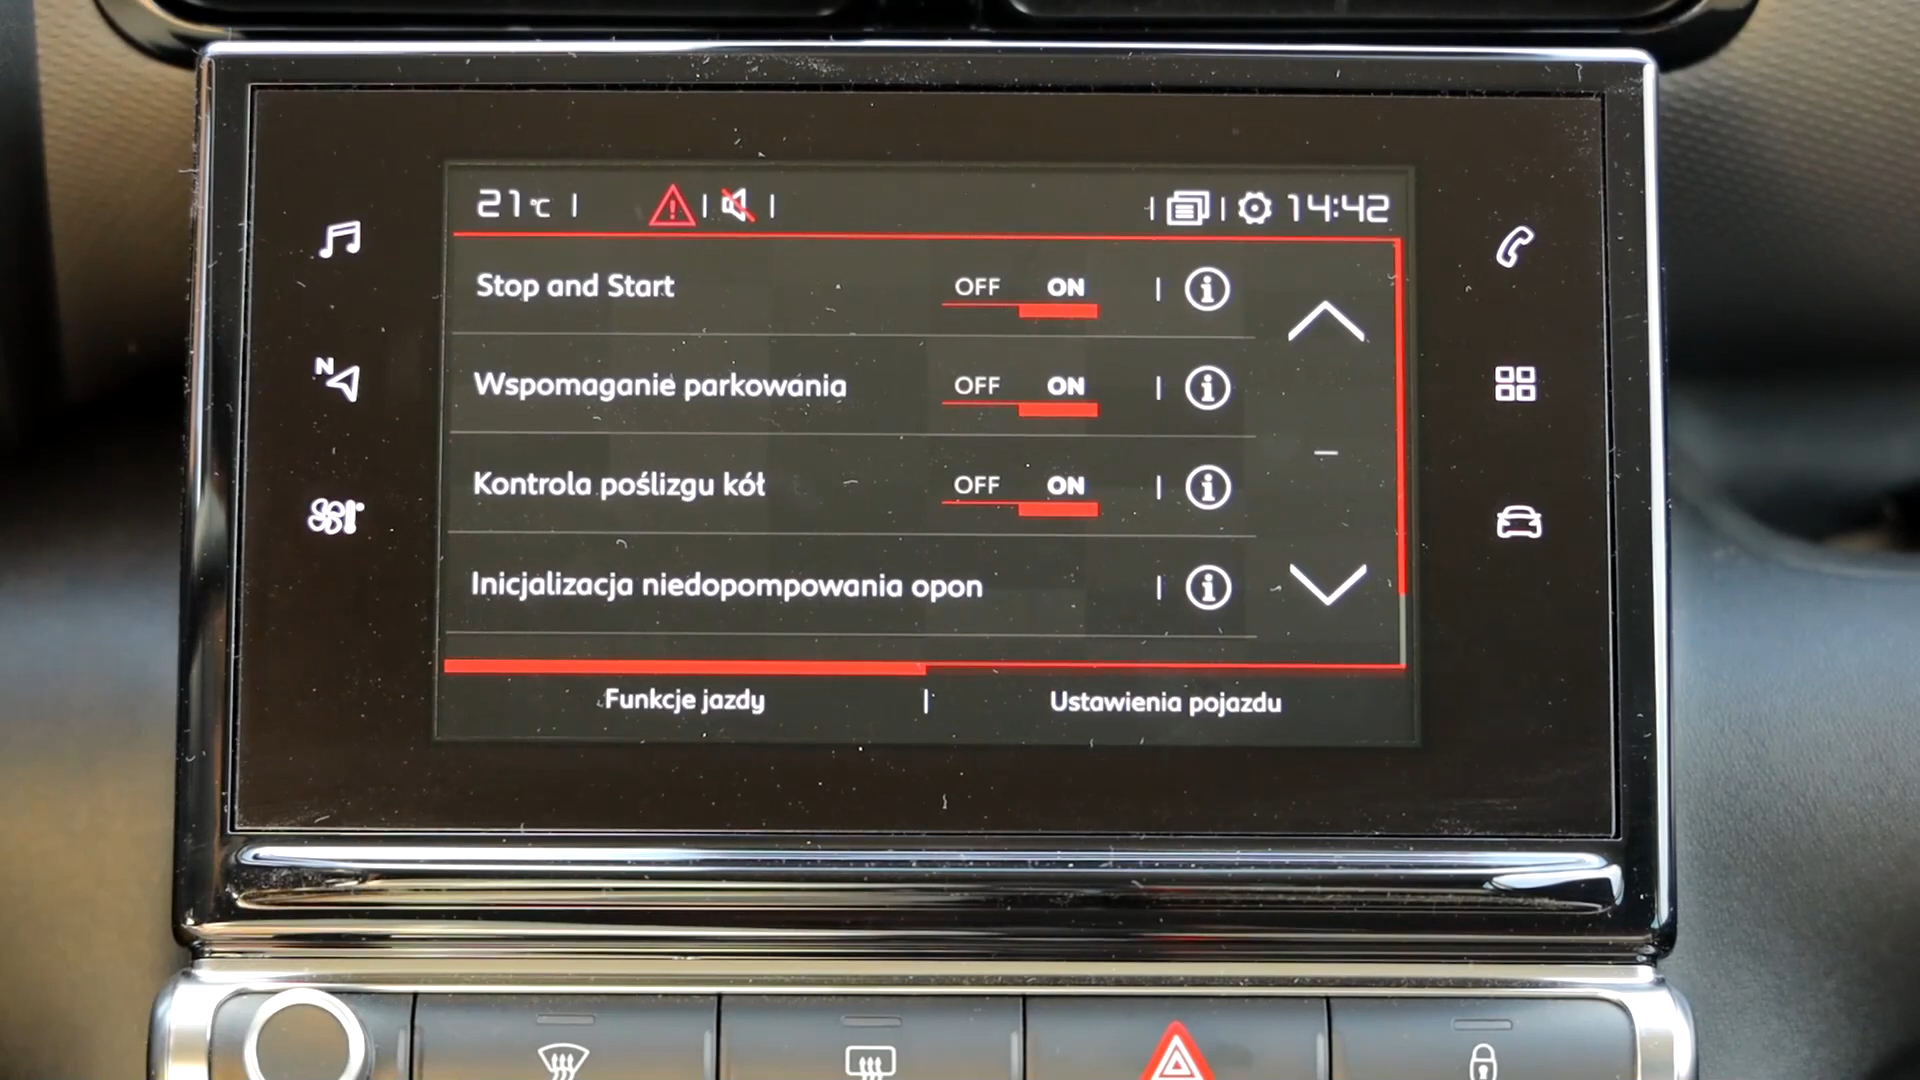 21°C
14:42
Stop and Start OFF ON
Wspomaganie parkowania OFF ON
N
Kontrola poślizgu kół OFF ON
Inicjalizacja niedopompowania opon
Funkcje jazdy
Ustawienia pojazdu